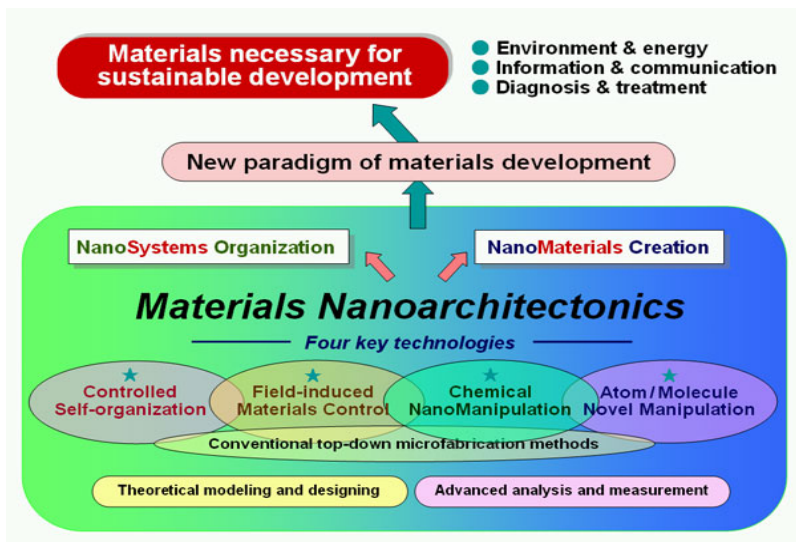 Materials necessary for
sustainable development
Environment & energy
Information & communication
Diagnosis & treatment
New paradigm of materials development
NanoSystems Organization
NanoMaterials Creation
Materials Nanoarchitectonics
Four key technologies
Controlled
Self-organization
Field-induced
Materials Control
Chemical
NanoManipulation
Atom/Molecule
Novel Manipulation
Conventional top-down microfabrication methods
Theoretical modeling and designing
Advanced analysis and measurement